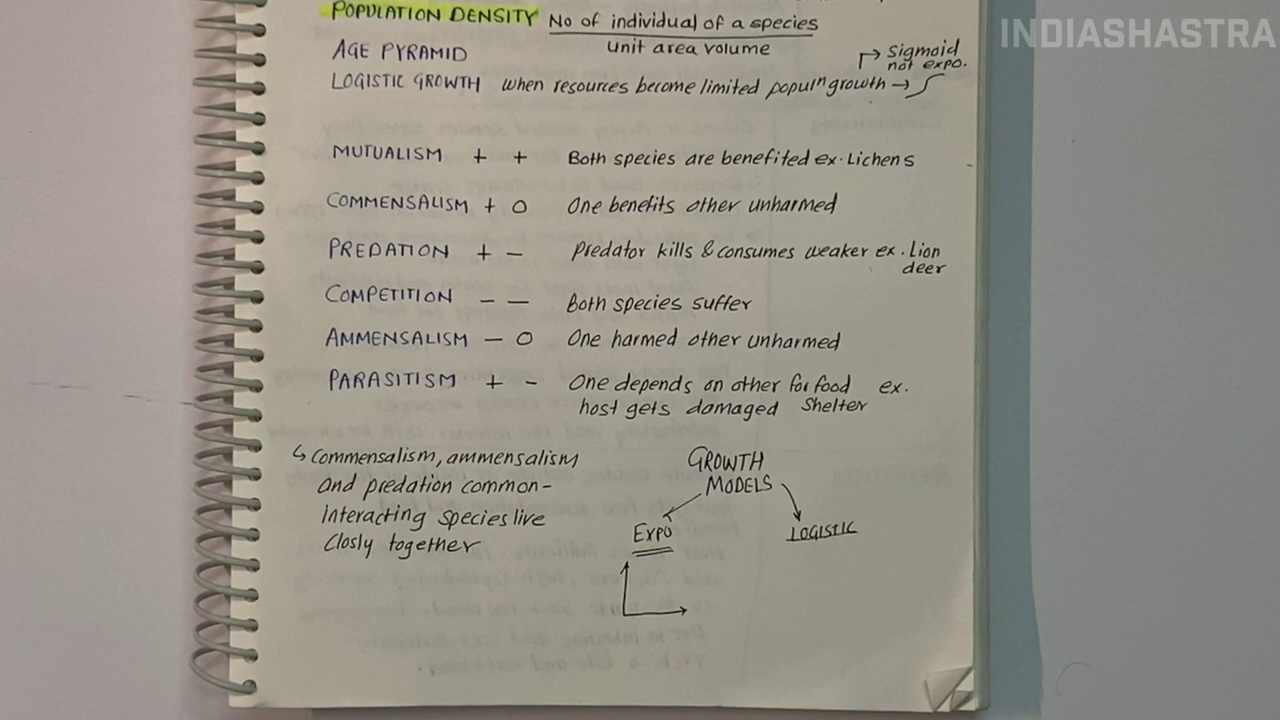 INDIASHASTRA
POPULATION DENSITY No of individual of a species
Unit area volume
AGE PYRAMID
Sigmoid
not expo.
LOGISTIC GROWTH when resources become limited populⁿ growth → ʃ
MUTUALISM + + Both species are benefited ex. Lichens
COMMENSALISM + 0 One benefits other unharmed
PREDATION + - Predator kills & consumes weaker ex. Lion
deer
COMPETITION - - Both species suffer
AMMENSALISM - 0 One harmed other unharmed
PARASITISM + - One depends on other for food ex.
host gets damaged Shelter
↳ Commensalism, ammensalism
and predation common-
interacting species live
Closly together
GROWTH
MODELS
EXPO
LOGISTIC